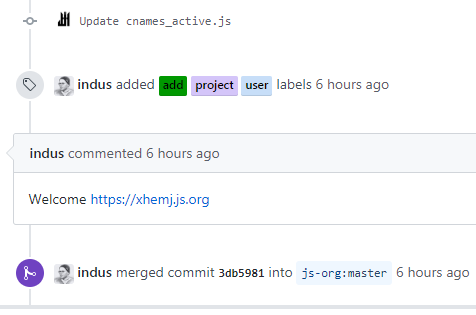 Update cnames_active.js
indus added add project user labels 6 hours ago
indus commented 6 hours ago
Welcome https://xhemj.js.org
indus merged commit 3db5981 into js-org:master 6 hours ago